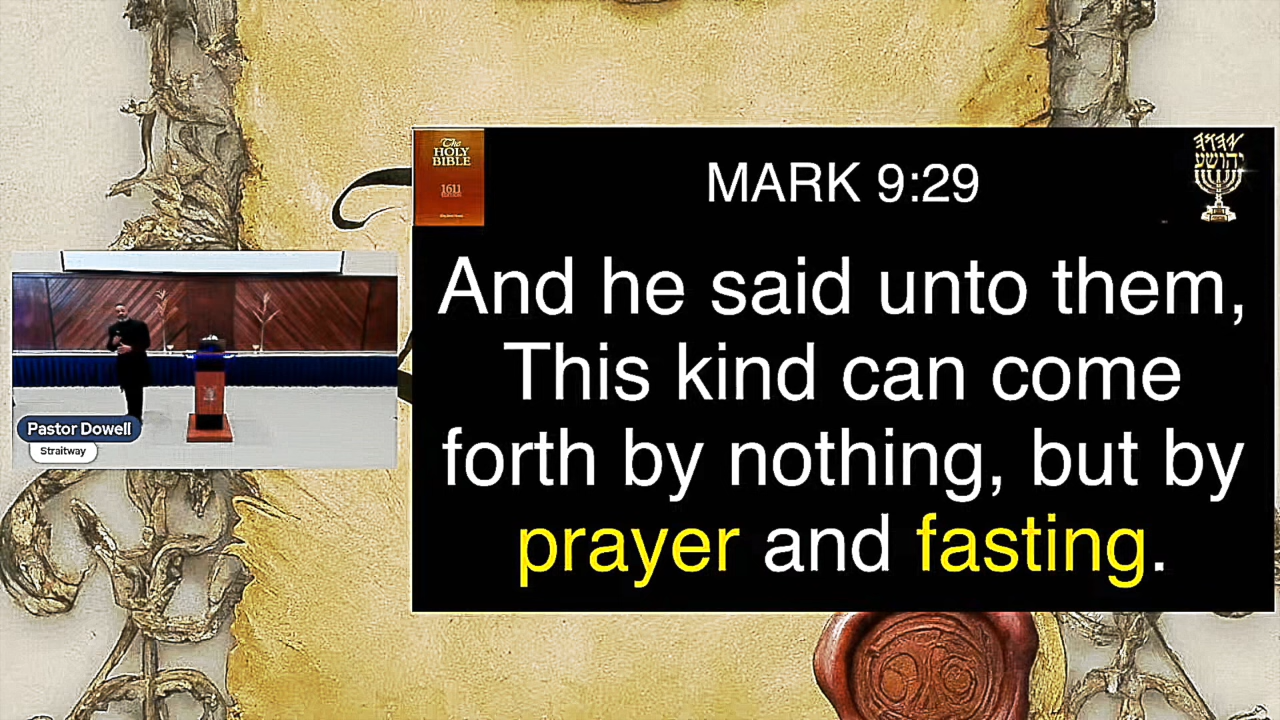 The
HOLY
BIBLE
1611
MARK 9:29
יהושע
And he said unto them,
This kind can come
forth by nothing, but by
prayer and fasting.
Pastor Dowell
Straitway